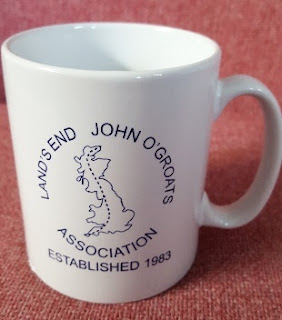 LAND'S END JOHN O'GROATS
ASSOCIATION
ESTABLISHED 1983